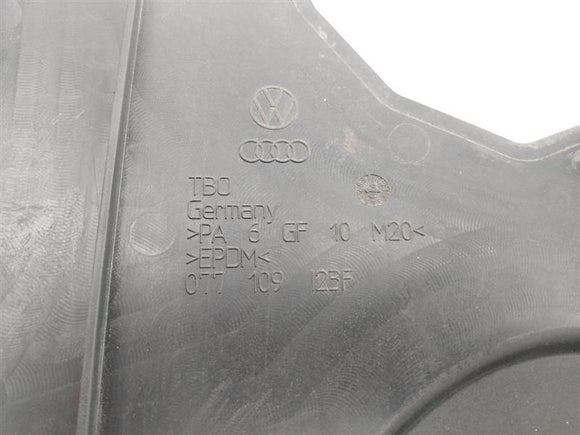 TBO
Germany
>PA 6 GF 10 M20<
>EPDM<
077 109 123F